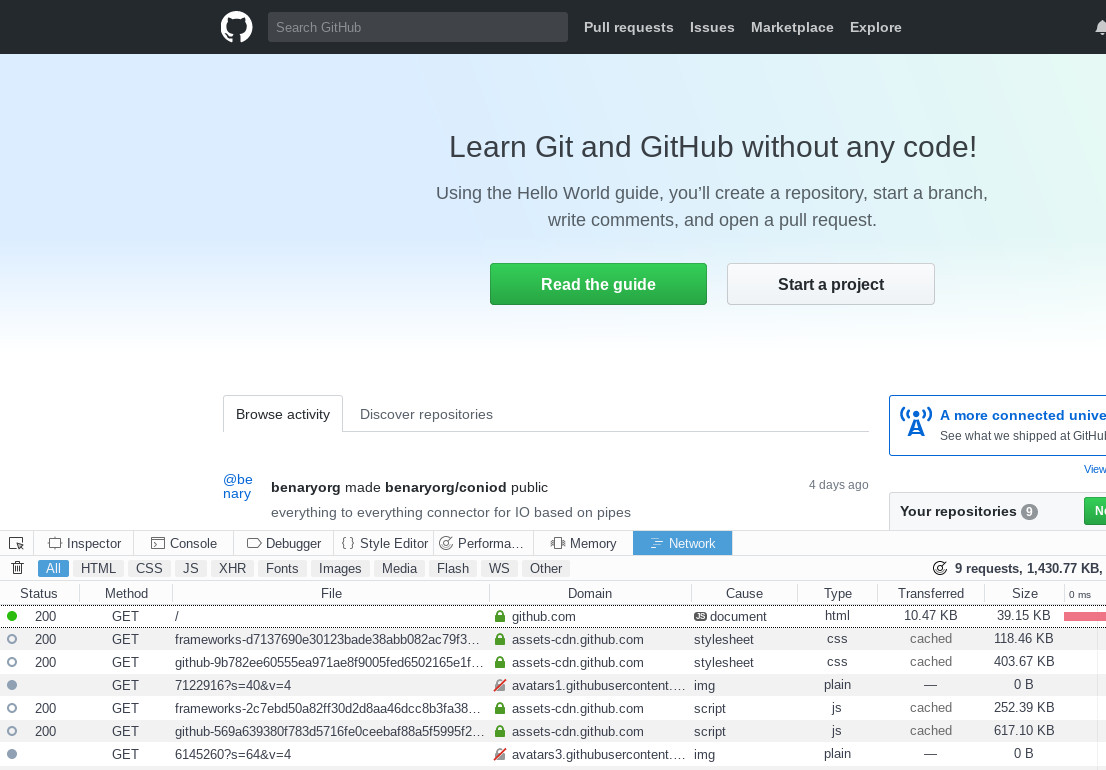 Search GitHub Pull requests Issues Marketplace Explore
Learn Git and GitHub without any code!
Using the Hello World guide, you’ll create a repository, start a branch,
write comments, and open a pull request.
Read the guide Start a project
Browse activity Discover repositories
A more connected unive
See what we shipped at GitHu
View
@be
nary
benaryorg made benaryorg/coniod public 4 days ago
everything to everything connector for IO based on pipes
Your repositories 9 Ne
Inspector Console Debugger { } Style Editor Performa… Memory Network
All HTML CSS JS XHR Fonts Images Media Flash WS Other 9 requests, 1,430.77 KB,
Status Method File Domain Cause Type Transferred Size 0 ms
200 GET / github.com JS document html 10.47 KB 39.15 KB
200 GET frameworks-d7137690e30123bade38abb082ac79f3… assets-cdn.github.com stylesheet css cached 118.46 KB
200 GET github-9b782ee60555ea971ae8f9005fed6502165e1f… assets-cdn.github.com stylesheet css cached 403.67 KB
GET 7122916?s=40&v=4 avatars1.githubusercontent.… img plain — 0 B
200 GET frameworks-2c7ebd50a82ff30d2d8aa46dcc8b3fa38… assets-cdn.github.com script js cached 252.39 KB
200 GET github-569a639380f783d5716fe0ceebaf88a5f5995f2… assets-cdn.github.com script js cached 617.10 KB
GET 6145260?s=64&v=4 avatars3.githubusercontent.… img plain — 0 B